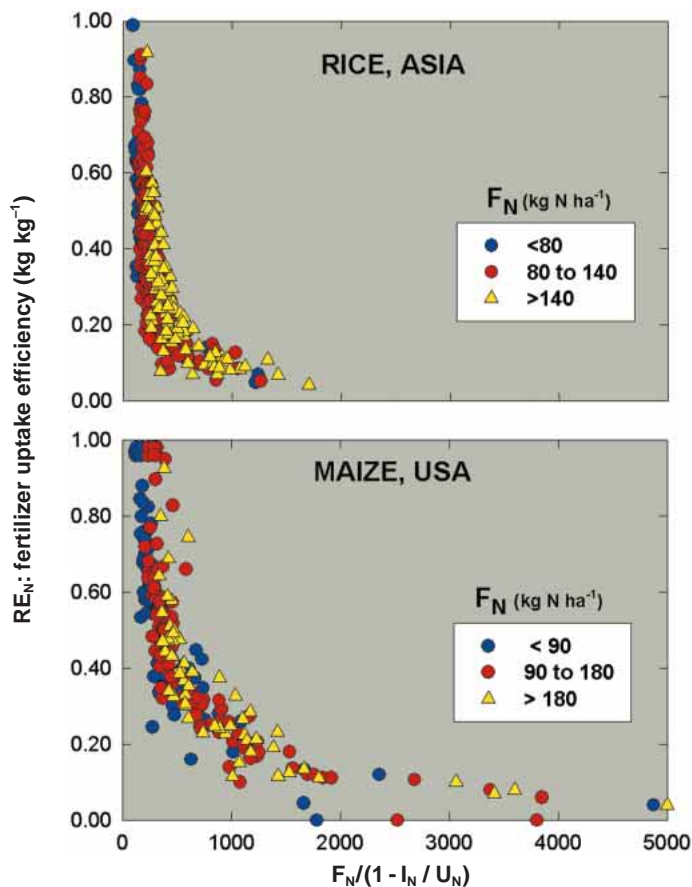 RE_N: fertilizer uptake efficiency (kg kg⁻¹)
1.00
0.80
0.60
0.40
0.20
0.00
RICE, ASIA
F_N (kg N ha⁻¹)
<80
80 to 140
>140
1.00
0.80
0.60
0.40
0.20
0.00
MAIZE, USA
F_N (kg N ha⁻¹)
< 90
90 to 180
> 180
0 1000 2000 3000 4000 5000
F_N/(1 - I_N / U_N)